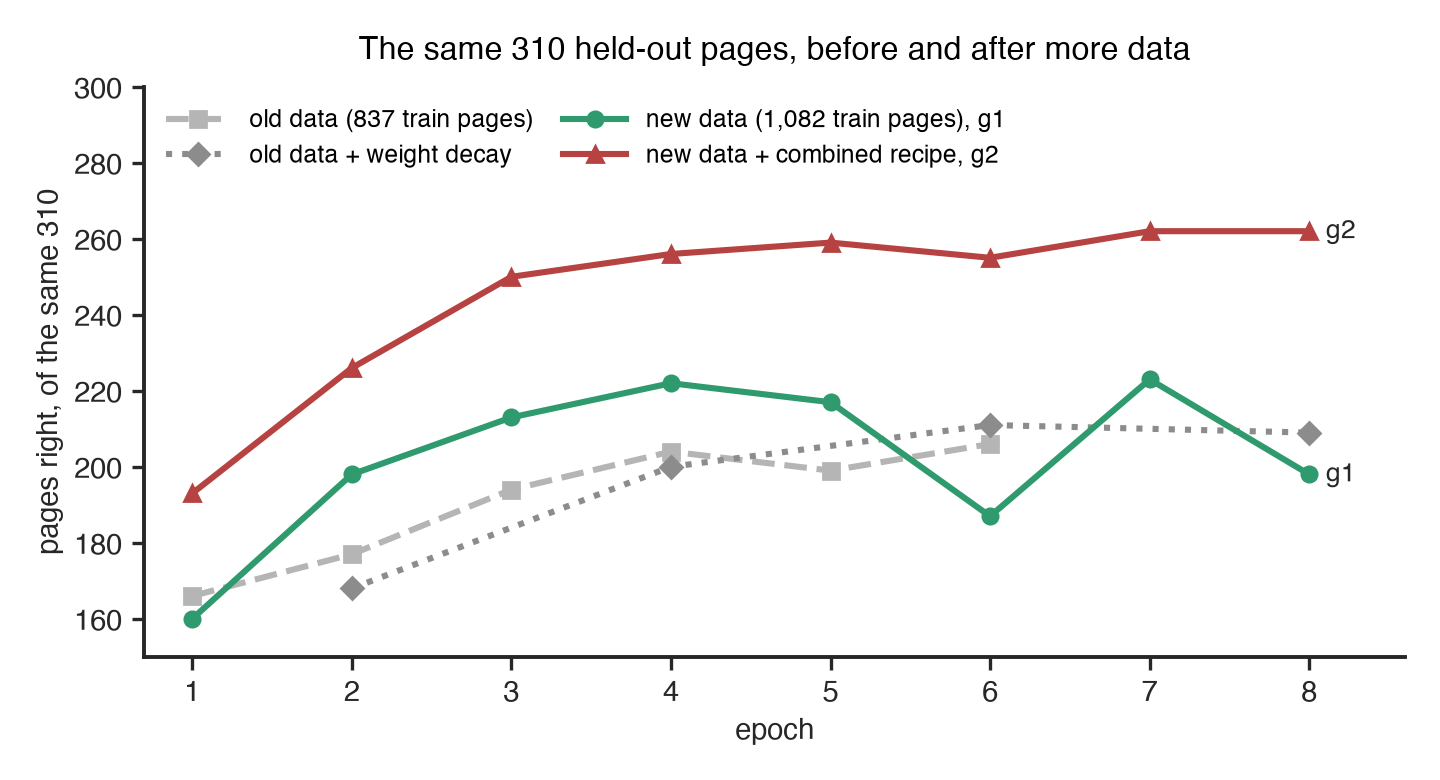 The same 310 held-out pages, before and after more data
old data (837 train pages)
old data + weight decay
new data (1,082 train pages), g1
new data + combined recipe, g2
pages right, of the same 310
300
280
260
240
220
200
180
160
g2
g1
1 2 3 4 5 6 7 8
epoch